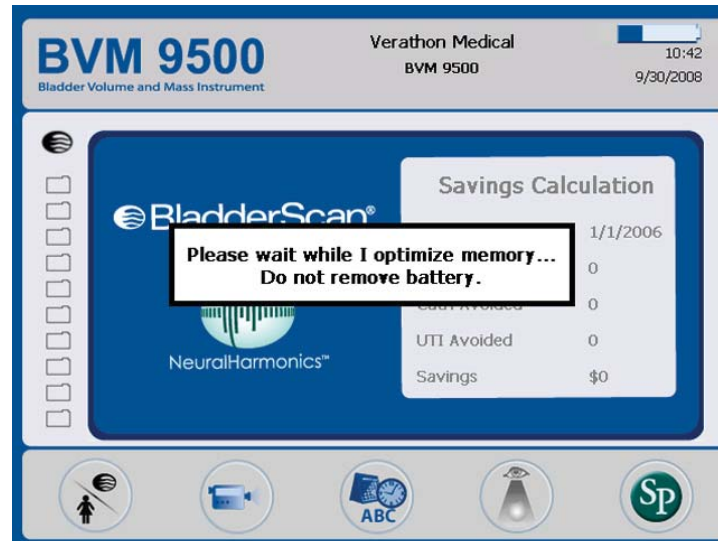 BVM 9500
Bladder Volume and Mass Instrument
Verathon Medical
BVM 9500
10:42
9/30/2008
Savings Calculation
BladderScan®
1/1/2006
Please wait while I optimize memory...
Do not remove battery.
0
Avoided 0
UTI Avoided 0
Savings $0
NeuralHarmonics™
ABC
SP